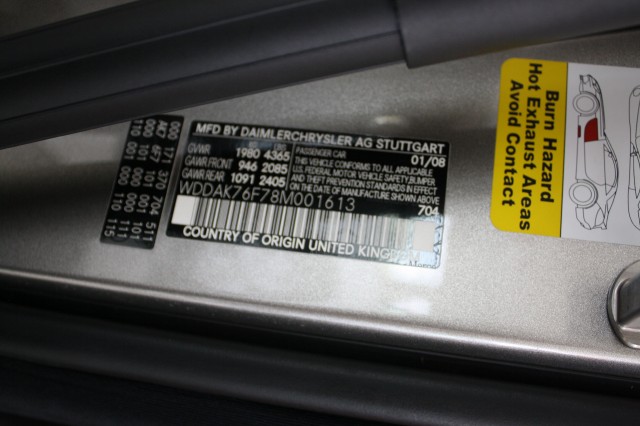 MFD BY DAIMLERCHRYSLER AG STUTTGART
GVWR 1980 4365
GAWR FRONT 946 2085
GAWR REAR 1091 2405
PASSENGER CAR 01/08
THIS VEHICLE CONFORMS TO ALL APPLICABLE
U.S. FEDERAL MOTOR VEHICLE SAFETY, BUMPER,
AND THEFT PREVENTION STANDARDS IN EFFECT
ON THE DATE OF MANUFACTURE SHOWN ABOVE
WDDAK76F78M001613
704
COUNTRY OF ORIGIN UNITED
Burn Hazard
Hot Exhaust Areas
Avoid Contact